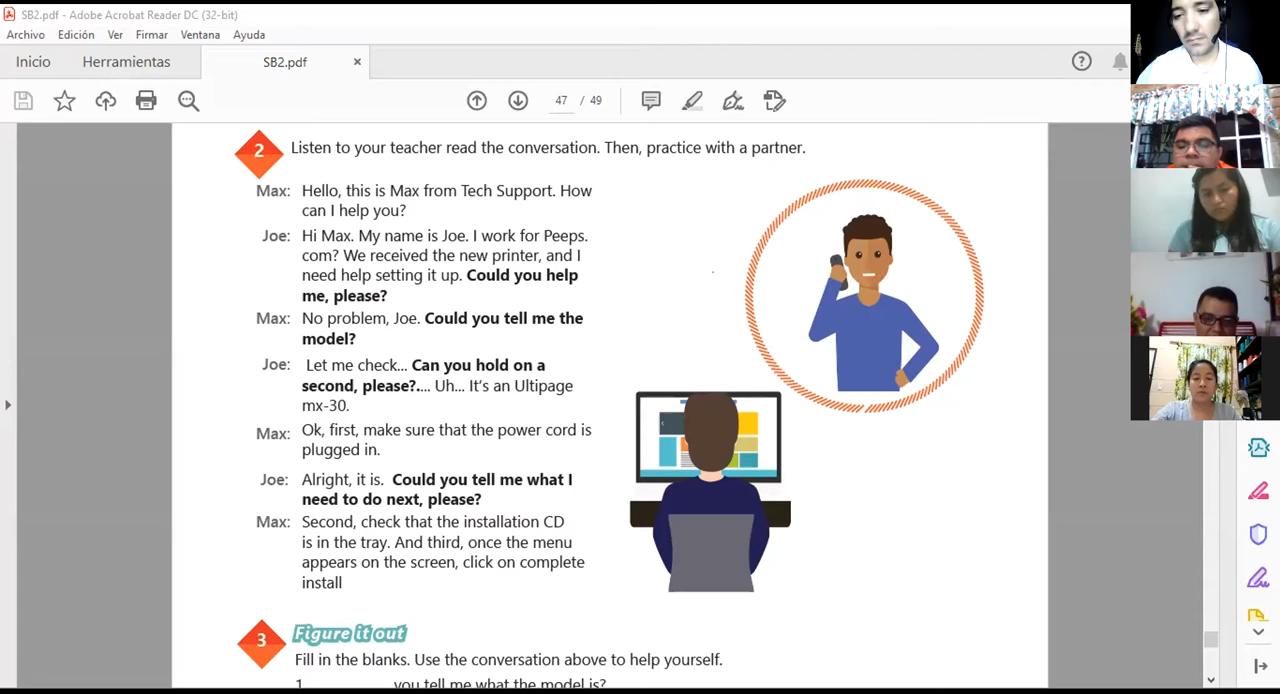 SB2.pdf - Adobe Acrobat Reader DC (32-bit)
Archivo Edición Ver Firmar Ventana Ayuda
Inicio Herramientas SB2.pdf ×
47 / 49
2 Listen to your teacher read the conversation. Then, practice with a partner.
Max: Hello, this is Max from Tech Support. How
can I help you?
Joe: Hi Max. My name is Joe. I work for Peeps.
com? We received the new printer, and I
need help setting it up. Could you help
me, please?
Max: No problem, Joe. Could you tell me the
model?
Joe: Let me check... Can you hold on a
second, please?.... Uh... It's an Ultipage
mx-30.
Max: Ok, first, make sure that the power cord is
plugged in.
Joe: Alright, it is. Could you tell me what I
need to do next, please?
Max: Second, check that the installation CD
is in the tray. And third, once the menu
appears on the screen, click on complete
install
3 Figure it out
Fill in the blanks. Use the conversation above to help yourself.
1 you tell me what the model is?